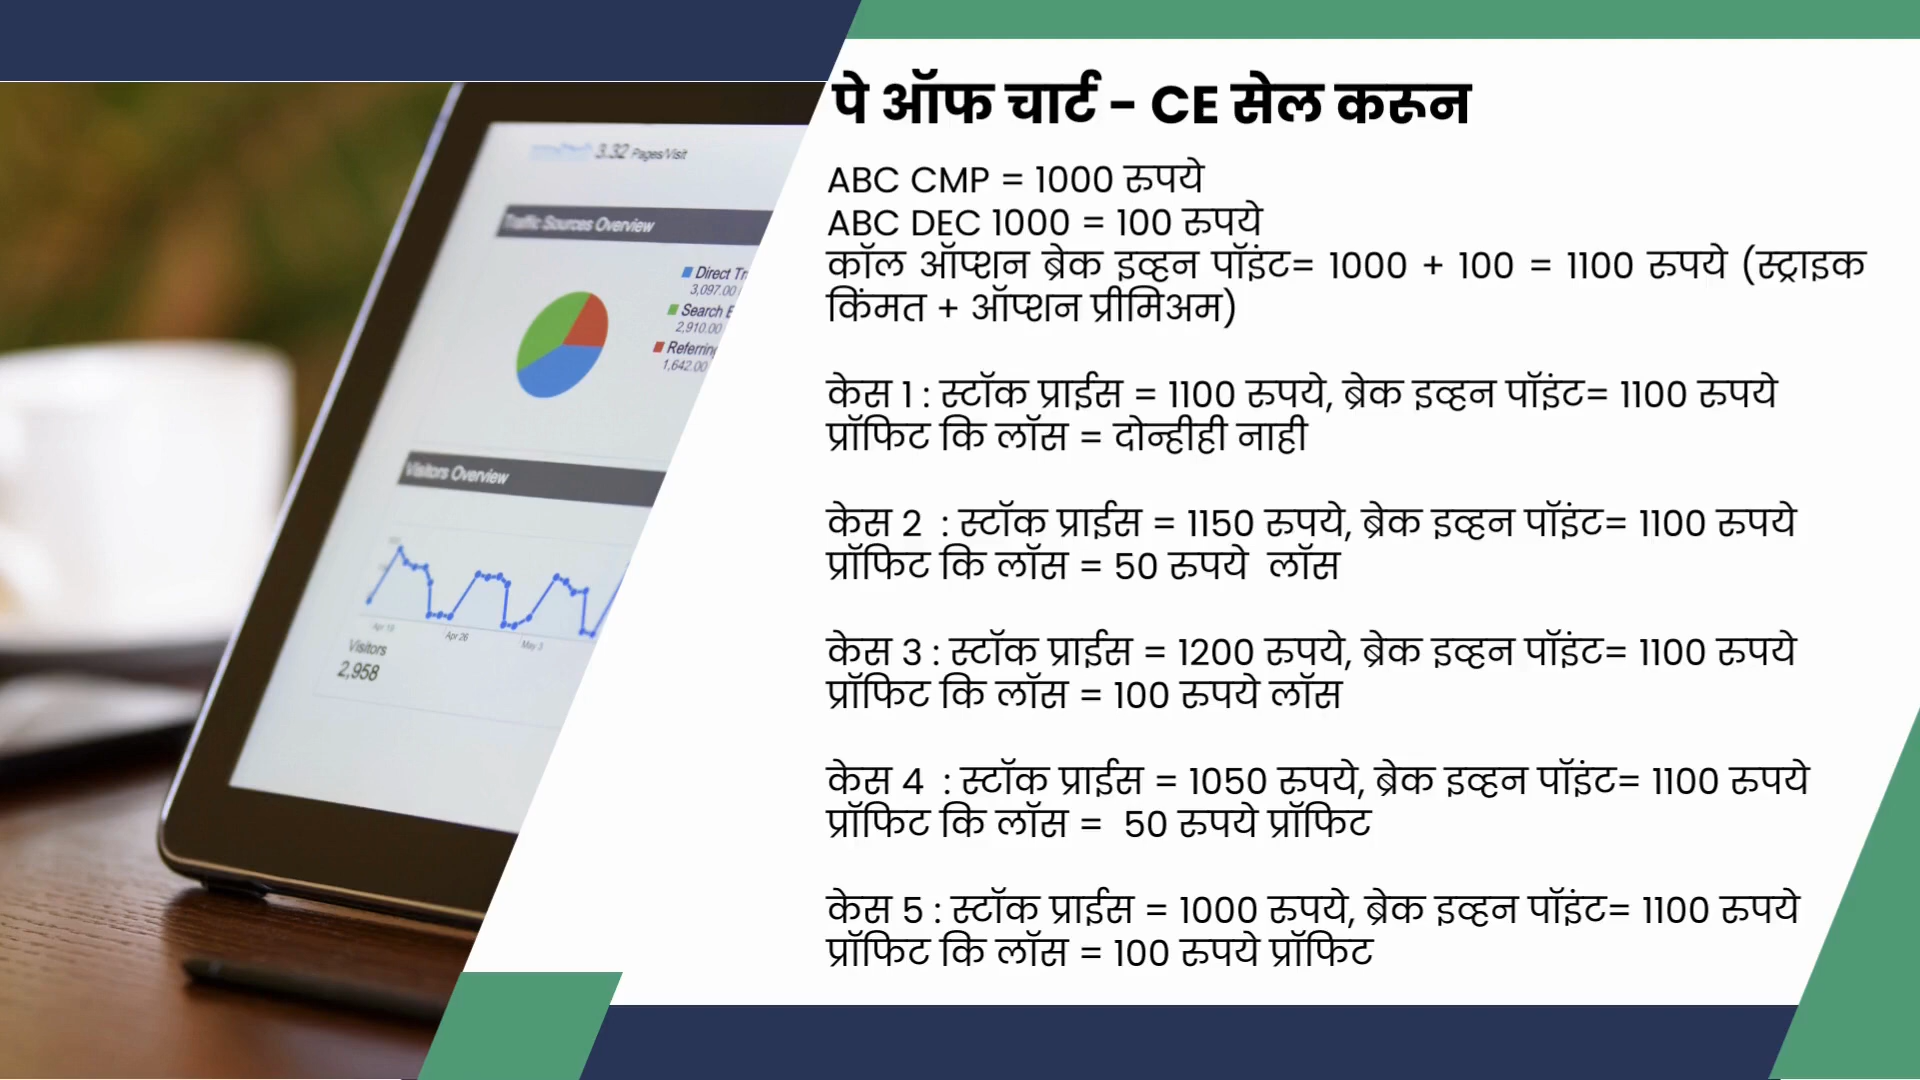 पे ऑफ चार्ट - CE सेल करून
ABC CMP = 1000 रुपये
ABC DEC 1000 = 100 रुपये
कॉल ऑप्शन ब्रेक इव्हन पॉइंट= 1000 + 100 = 1100 रुपये (स्ट्राइक
किंमत + ऑप्शन प्रीमिअम)
केस 1 : स्टॉक प्राईस = 1100 रुपये, ब्रेक इव्हन पॉइंट= 1100 रुपये
प्रॉफिट कि लॉस = दोन्हीही नाही
केस 2 : स्टॉक प्राईस = 1150 रुपये, ब्रेक इव्हन पॉइंट= 1100 रुपये
प्रॉफिट कि लॉस = 50 रुपये लॉस
केस 3 : स्टॉक प्राईस = 1200 रुपये, ब्रेक इव्हन पॉइंट= 1100 रुपये
प्रॉफिट कि लॉस = 100 रुपये लॉस
केस 4 : स्टॉक प्राईस = 1050 रुपये, ब्रेक इव्हन पॉइंट= 1100 रुपये
प्रॉफिट कि लॉस = 50 रुपये प्रॉफिट
केस 5 : स्टॉक प्राईस = 1000 रुपये, ब्रेक इव्हन पॉइंट= 1100 रुपये
प्रॉफिट कि लॉस = 100 रुपये प्रॉफिट
3.32 Pages/Visit
Traffic Sources Overview
Direct
3,097.00
Search
2,910.00
Referring
1,642.00
Visitors Overview
Apr 26
May 3
Visitors
2,958